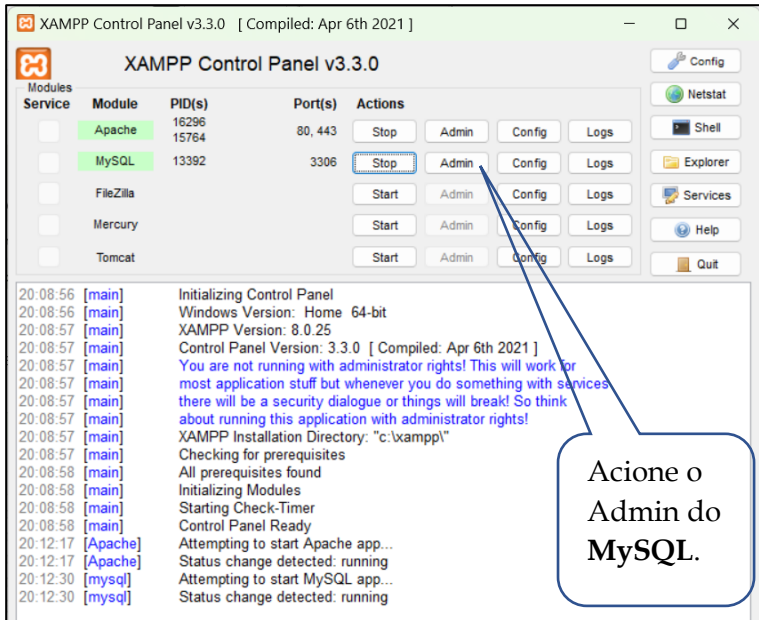 XAMPP Control Panel v3.3.0 [ Compiled: Apr 6th 2021 ]
XAMPP Control Panel v3.3.0
Config
Modules
Service Module PID(s) Port(s) Actions
Netstat
Apache 16296 15764 80, 443 Stop Admin Config Logs
Shell
MySQL 13392 3306 Stop Admin Config Logs
Explorer
FileZilla Start Admin Config Logs
Services
Mercury Start Admin Config Logs
Help
Tomcat Start Admin Config Logs
Quit
20:08:56 [main] Initializing Control Panel
20:08:56 [main] Windows Version: Home 64-bit
20:08:57 [main] XAMPP Version: 8.0.25
20:08:57 [main] Control Panel Version: 3.3.0 [ Compiled: Apr 6th 2021 ]
20:08:57 [main] You are not running with administrator rights! This will work for
20:08:57 [main] most application stuff but whenever you do something with services
20:08:57 [main] there will be a security dialogue or things will break! So think
20:08:57 [main] about running this application with administrator rights!
20:08:57 [main] XAMPP Installation Directory: "c:\xampp\"
20:08:57 [main] Checking for prerequisites
20:08:58 [main] All prerequisites found
20:08:58 [main] Initializing Modules
20:08:58 [main] Starting Check-Timer
20:08:58 [main] Control Panel Ready
20:12:17 [Apache] Attempting to start Apache app...
20:12:17 [Apache] Status change detected: running
20:12:30 [mysql] Attempting to start MySQL app...
20:12:30 [mysql] Status change detected: running
Acione o
Admin do
MySQL.